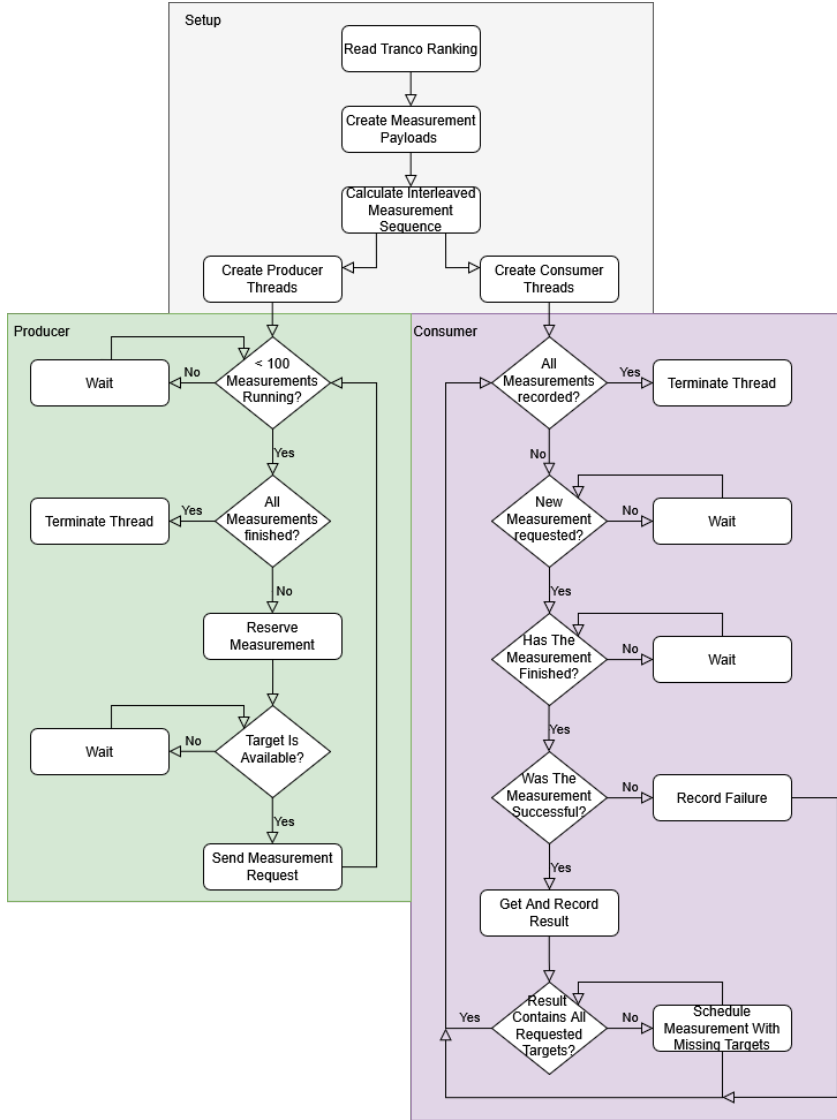 Setup
Read Tranco Ranking
Create Measurement
Payloads
Calculate Interleaved
Measurement
Sequence
Create Producer
Threads
Create Consumer
Threads
Producer
< 100
Measurements
Running?
No
Wait
Yes
All
Measurements
finished?
Yes
Terminate Thread
No
Reserve
Measurement
Target Is
Available?
No
Wait
Yes
Send Measurement
Request
Consumer
All
Measurements
recorded?
Yes
Terminate Thread
No
New
Measurement
requested?
No
Wait
Yes
Has The
Measurement
Finished?
No
Wait
Yes
Was The
Measurement
Successful?
No
Record Failure
Yes
Get And Record
Result
Result
Contains All
Requested
Targets?
Yes
No
Schedule
Measurement With
Missing Targets